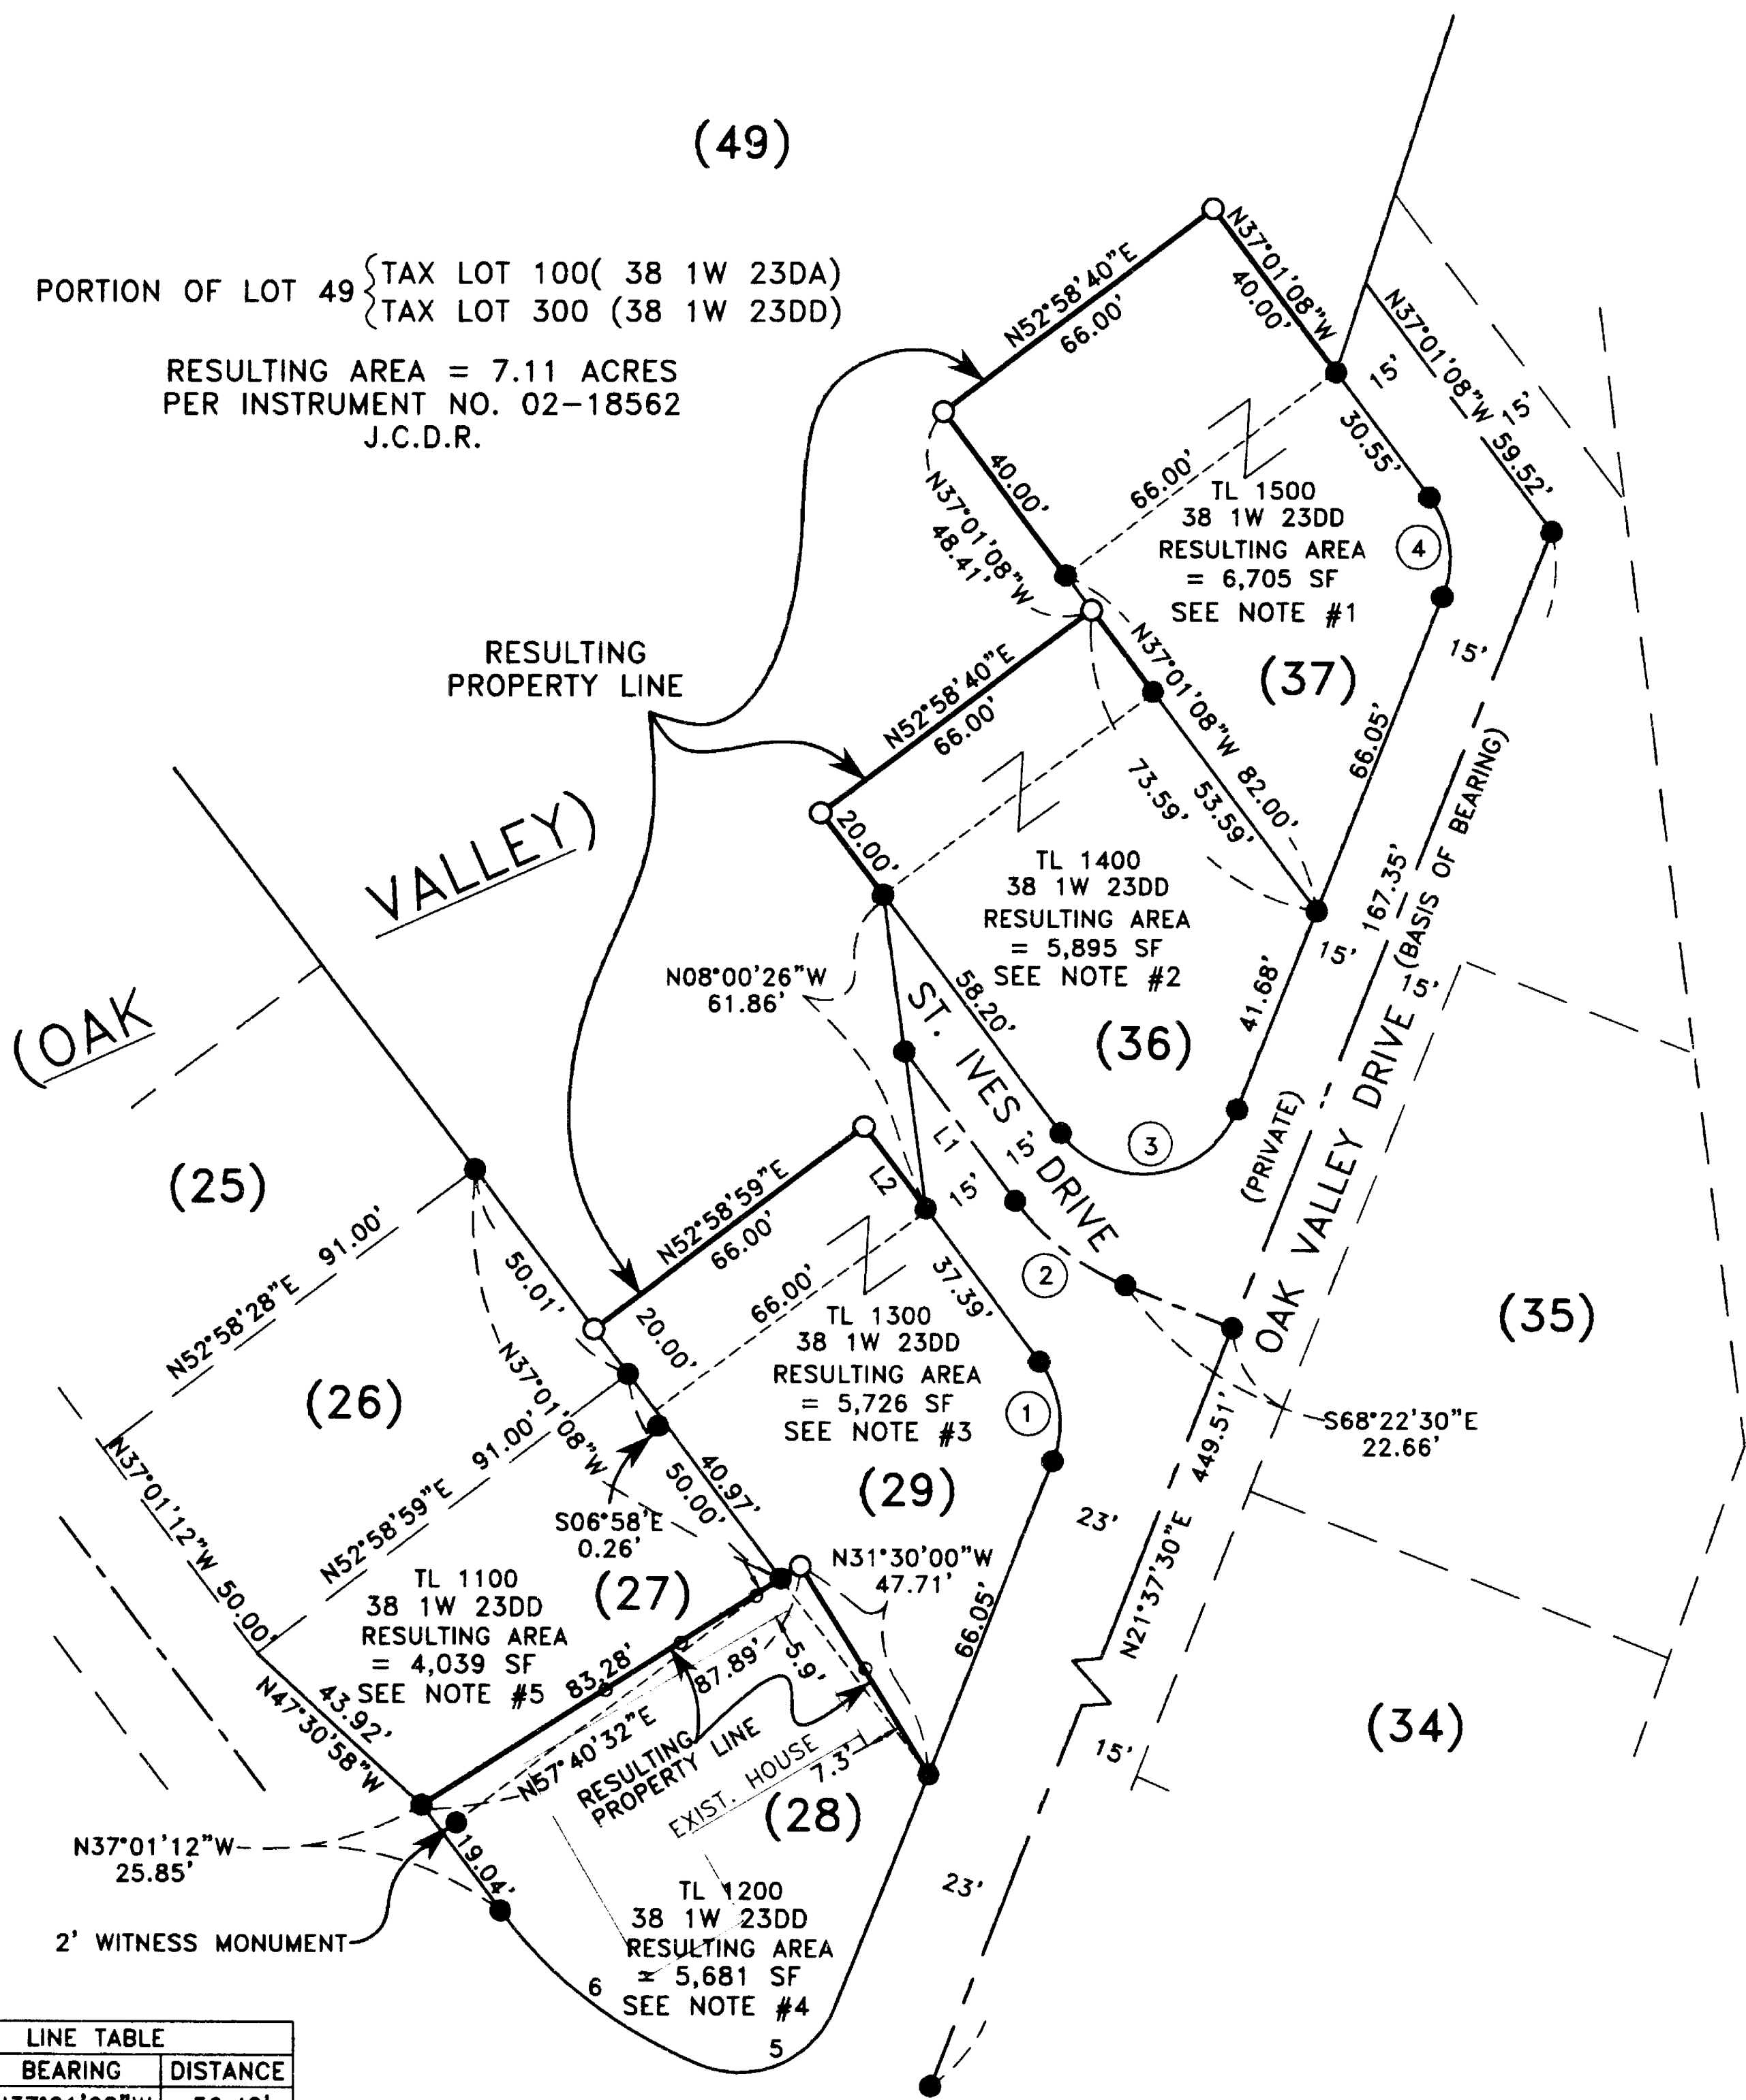 (49)
PORTION OF LOT 49
TAX LOT 100( 38 1W 23DA)
TAX LOT 300 (38 1W 23DD)
RESULTING AREA = 7.11 ACRES
PER INSTRUMENT NO. 02-18562
J.C.D.R.
N52°58'40"E
66.00'
N37°01'08"W
40.00'
N37°01'08"W 59.52'
15'
15'
30.55'
40.00'
N37°01'08"W
48.41'
66.00'
TL 1500
38 1W 23DD
RESULTING AREA
= 6,705 SF
SEE NOTE #1
4
(37)
15'
66.05'
RESULTING
PROPERTY LINE
N52°58'40"E
66.00'
N37°01'08"W 82.00'
73.59'
53.59'
20.00'
TL 1400
38 1W 23DD
RESULTING AREA
= 5,895 SF
SEE NOTE #2
(36)
58.20'
41.68'
3
15'
167.35'
(BASIS OF BEARING)
15'
OAK VALLEY DRIVE
(PRIVATE)
N08°00'26"W
61.86'
ST. IVES DRIVE
L1
15'
15'
2
(OAK VALLEY)
(25)
N52°58'28"E 91.00'
50.01'
N37°01'08"W
(26)
N52°58'59"E
66.00'
L2
20.00'
66.00'
37.39'
TL 1300
38 1W 23DD
RESULTING AREA
= 5,726 SF
SEE NOTE #3
1
(29)
(35)
S68°22'30"E
22.66'
N21°37'30"E 449.51'
23'
N37°01'12"W 50.00'
N52°58'59"E 91.00'
S06°58'E
0.26'
40.97'
50.00'
N31°30'00"W
47.71'
66.05'
TL 1100
38 1W 23DD
RESULTING AREA
= 4,039 SF
SEE NOTE #5
(27)
83.28'
87.89'
5.9'
N57°40'32"E
RESULTING
PROPERTY LINE
EXIST. HOUSE
7.3'
(28)
(34)
15'
N47°30'58"W
43.92'
N37°01'12"W
25.85'
19.04'
2' WITNESS MONUMENT
TL 1200
38 1W 23DD
RESULTING AREA
= 5,681 SF
SEE NOTE #4
23'
6
5
LINE TABLE
BEARING DISTANCE